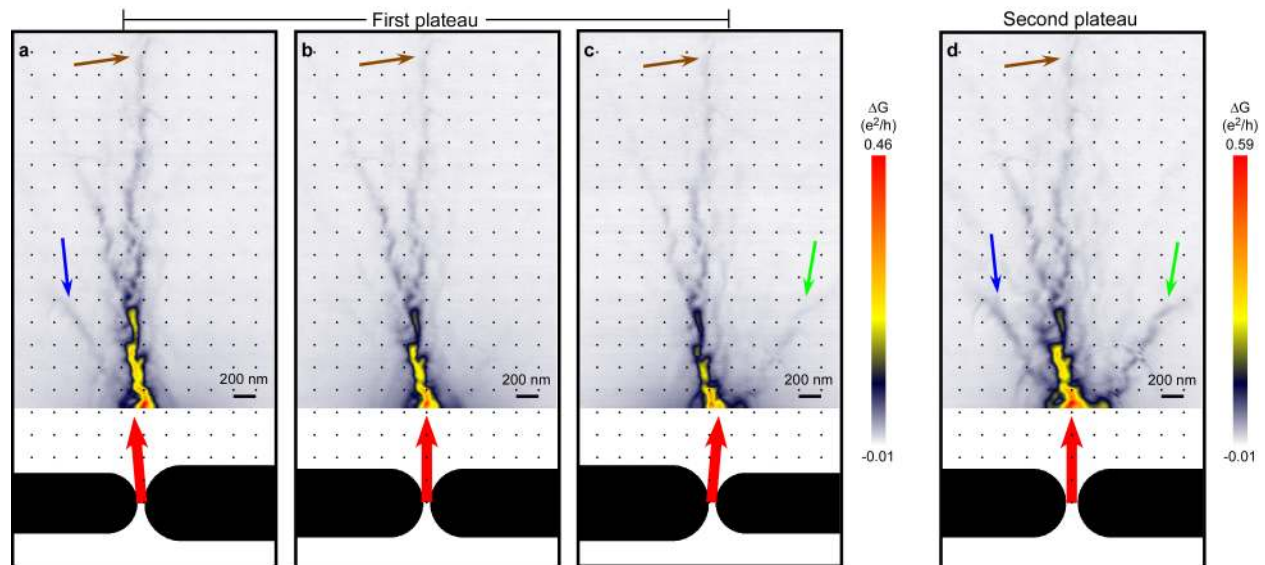 First plateau
Second plateau
a
b
c
d
ΔG
(e²/h)
0.46
ΔG
(e²/h)
0.59
200 nm
200 nm
200 nm
200 nm
-0.01
-0.01